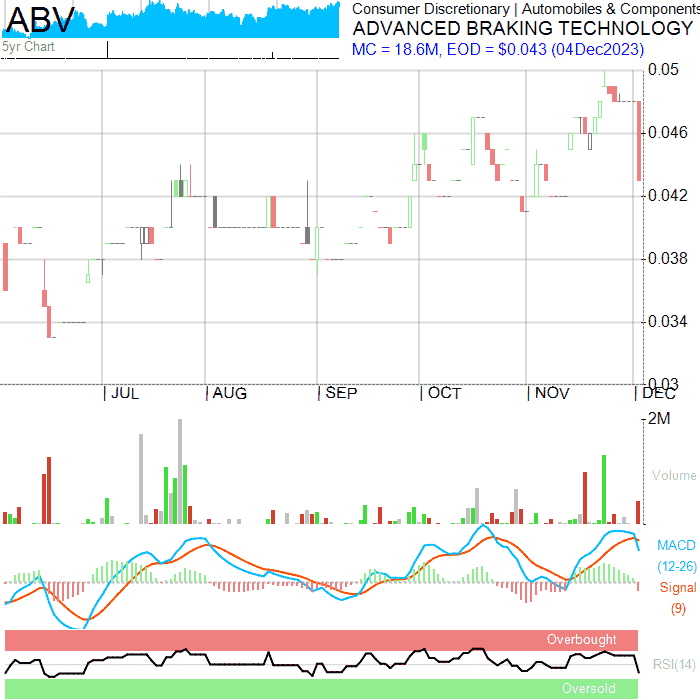 ABV
5yr Chart
Consumer Discretionary | Automobiles & Components
ADVANCED BRAKING TECHNOLOGY
MC = 18.6M, EOD = $0.043 (04Dec2023)
0.05
0.046
0.042
0.038
0.034
0.03
JUL AUG SEP OCT NOV DEC
2M
Volume
MACD
(12-26)
Signal
(9)
Overbought
RSI(14)
Oversold